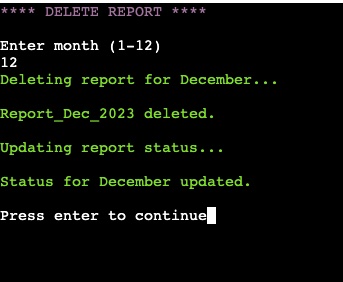 **** DELETE REPORT ****
Enter month (1-12)
12
Deleting report for December...
Report_Dec_2023 deleted.
Updating report status...
Status for December updated.
Press enter to continue